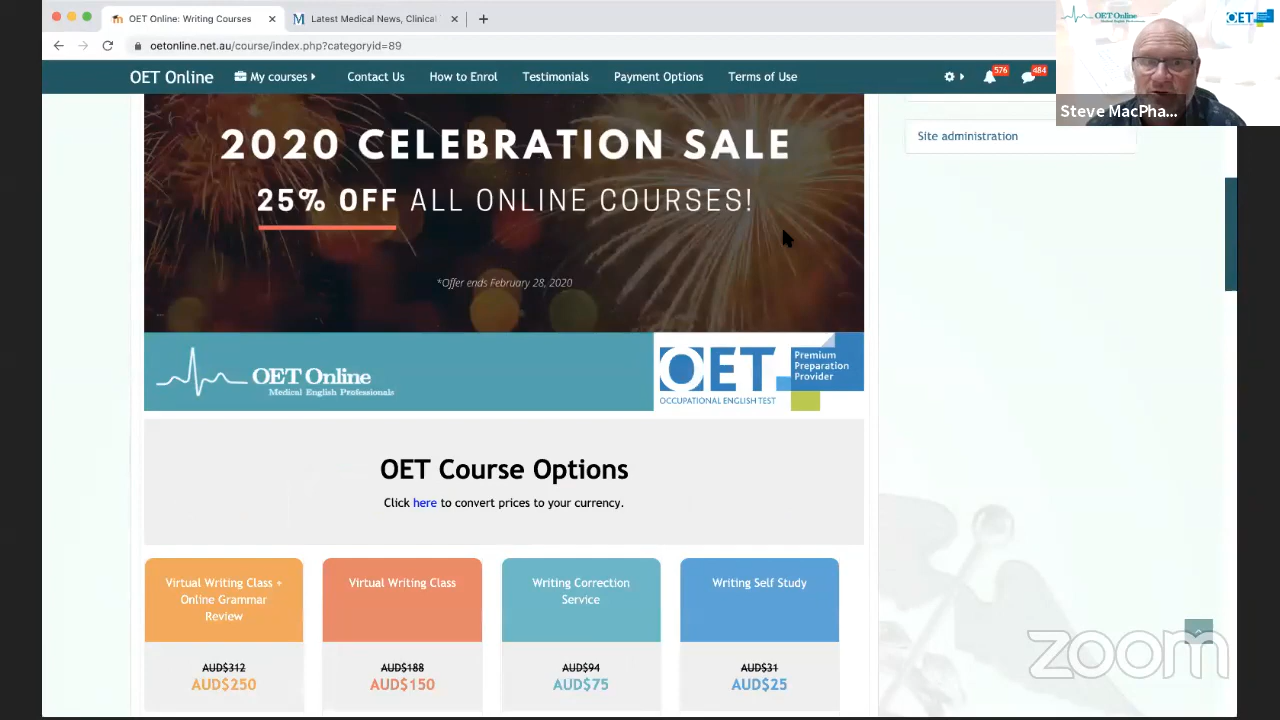 OET Online: Writing Courses
Latest Medical News, Clinical
oetonline.net.au/course/index.php?categoryid=89
OET Online
OET
Steve MacPha...
OET Online
My courses
Contact Us
How to Enrol
Testimonials
Payment Options
Terms of Use
576
484
Site administration
2020 CELEBRATION SALE
25% OFF ALL ONLINE COURSES!
*Offer ends February 28, 2020
OET Online
Medical English Professionals
OET
OCCUPATIONAL ENGLISH TEST
Premium
Preparation
Provider
OET Course Options
Click here to convert prices to your currency.
Virtual Writing Class +
Online Grammar
Review
AUD$312
AUD$250
Virtual Writing Class
AUD$188
AUD$150
Writing Correction
Service
AUD$94
AUD$75
Writing Self Study
AUD$31
AUD$25
zoom